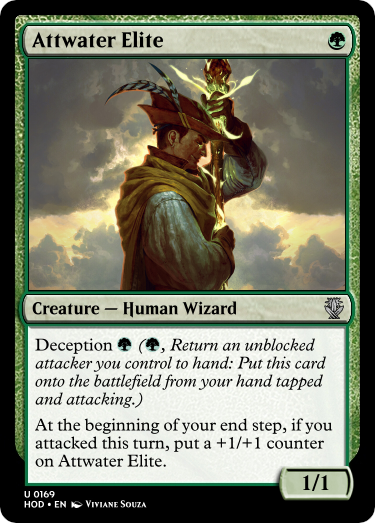 Attwater Elite
Creature — Human Wizard
Deception (, Return an unblocked
attacker you control to hand: Put this card
onto the battlefield from your hand tapped
and attacking.)
At the beginning of your end step, if you
attacked this turn, put a +1/+1 counter
on Attwater Elite.
1/1
U 0169
HOD • EN Viviane Souza